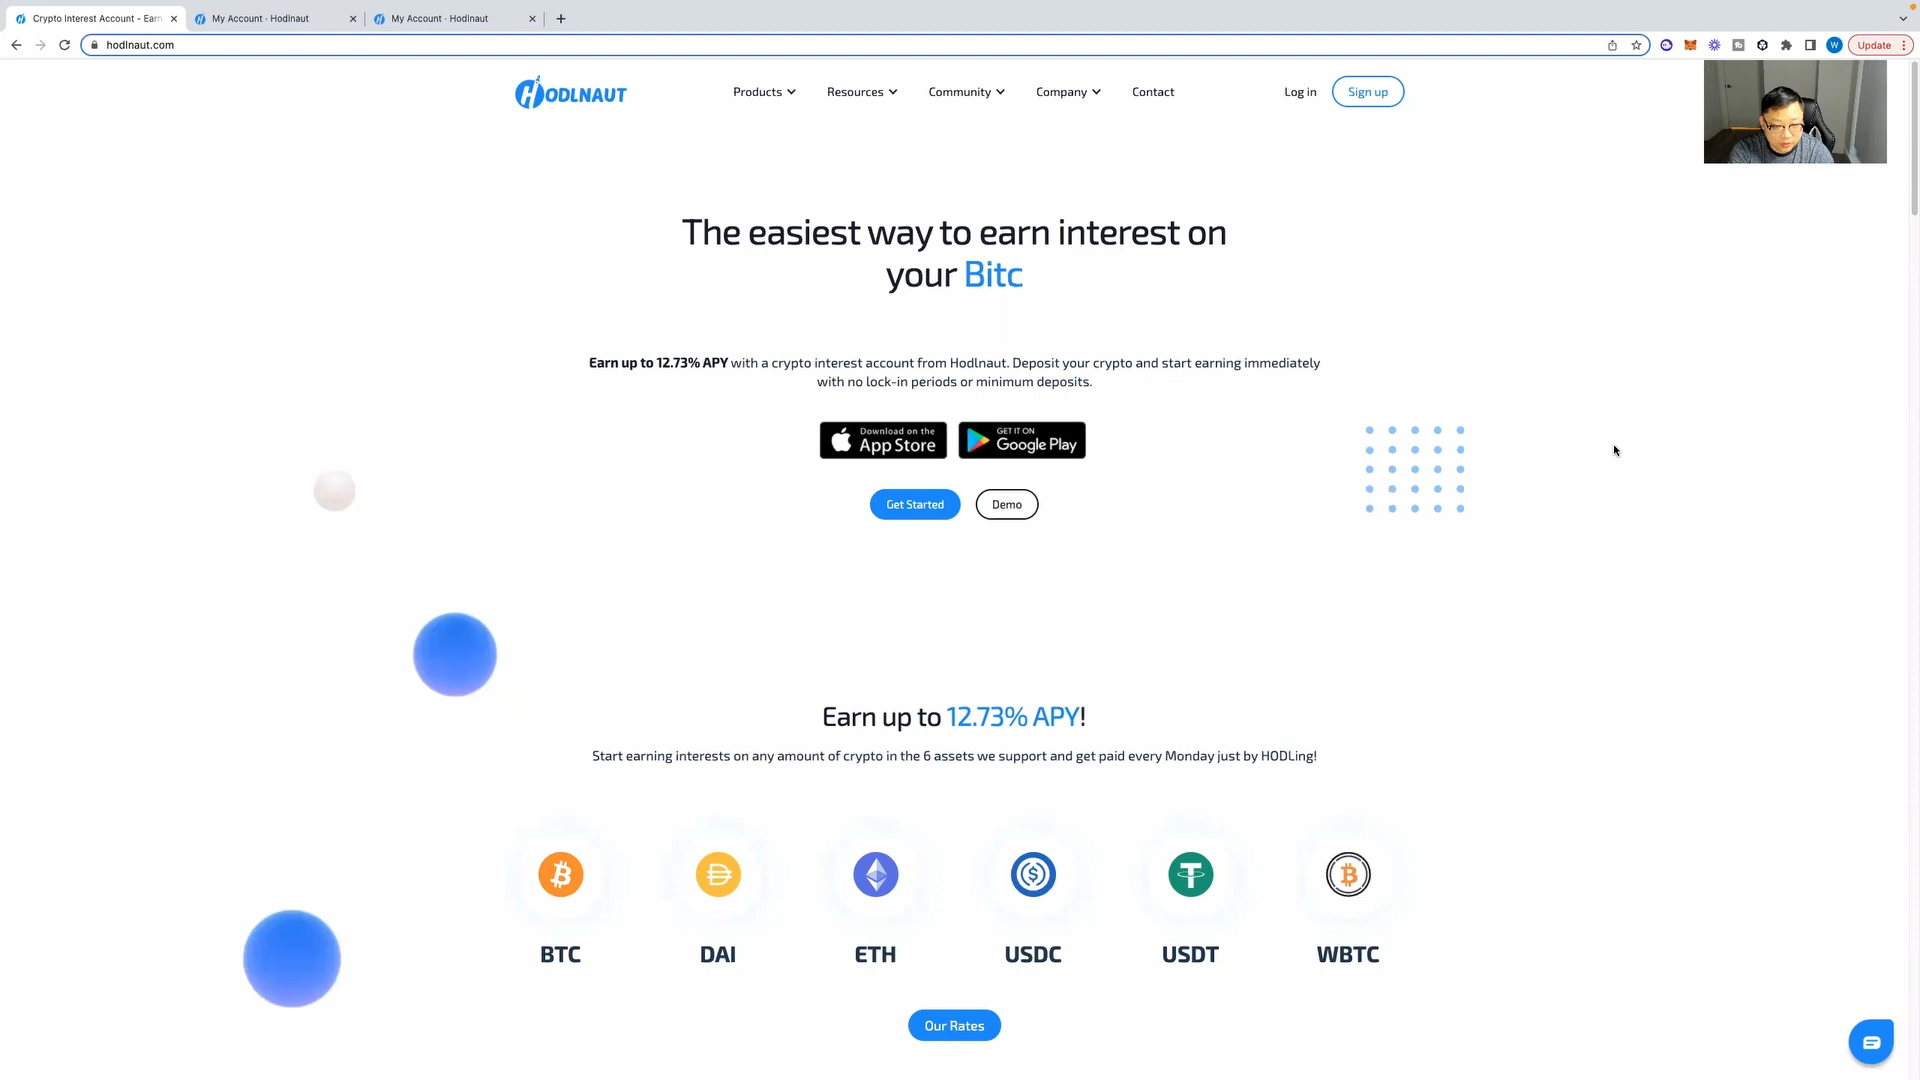 Crypto Interest Account - Earn
My Account · Hodlnaut
My Account · Hodlnaut
hodlnaut.com
W
Update
HODLNAUT
Products
Resources
Community
Company
Contact
Log in
Sign up
The easiest way to earn interest on
your Bitc
Earn up to 12.73% APY with a crypto interest account from Hodlnaut. Deposit your crypto and start earning immediately
with no lock-in periods or minimum deposits.
Download on the
App Store
GET IT ON
Google Play
Get Started
Demo
Earn up to 12.73% APY!
Start earning interests on any amount of crypto in the 6 assets we support and get paid every Monday just by HODLing!
BTC
DAI
ETH
USDC
USDT
WBTC
Our Rates